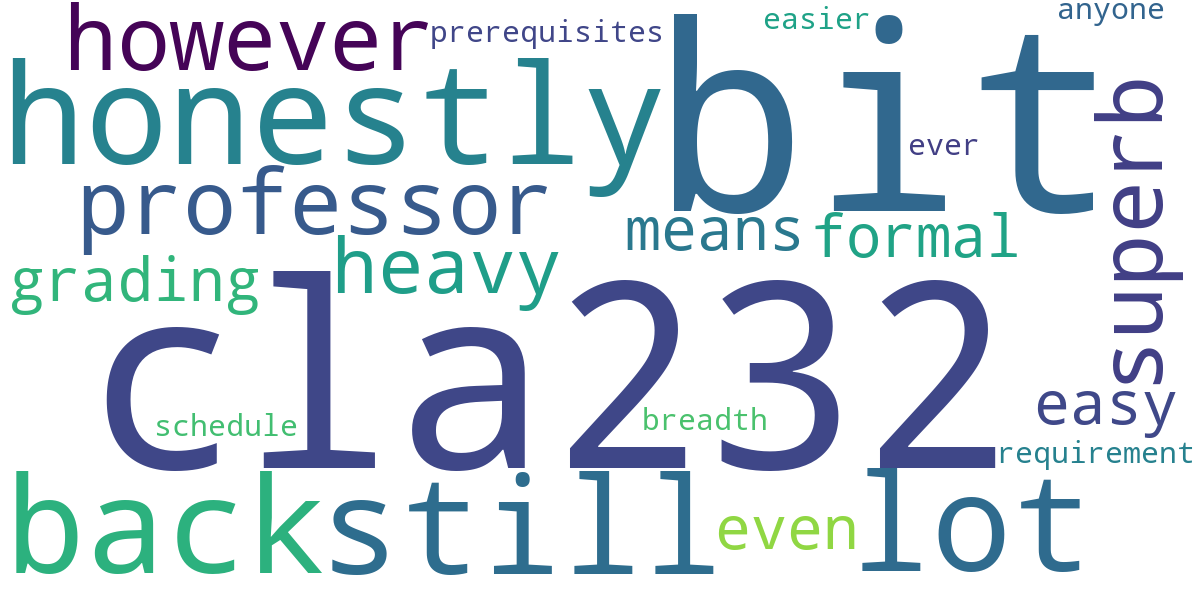 however
prerequisites
easier
anyone
honestly
bit
ever
superb
professor
means
formal
heavy
grading
cla232
easy
schedule
breadth
requirement
back
still
even
lot